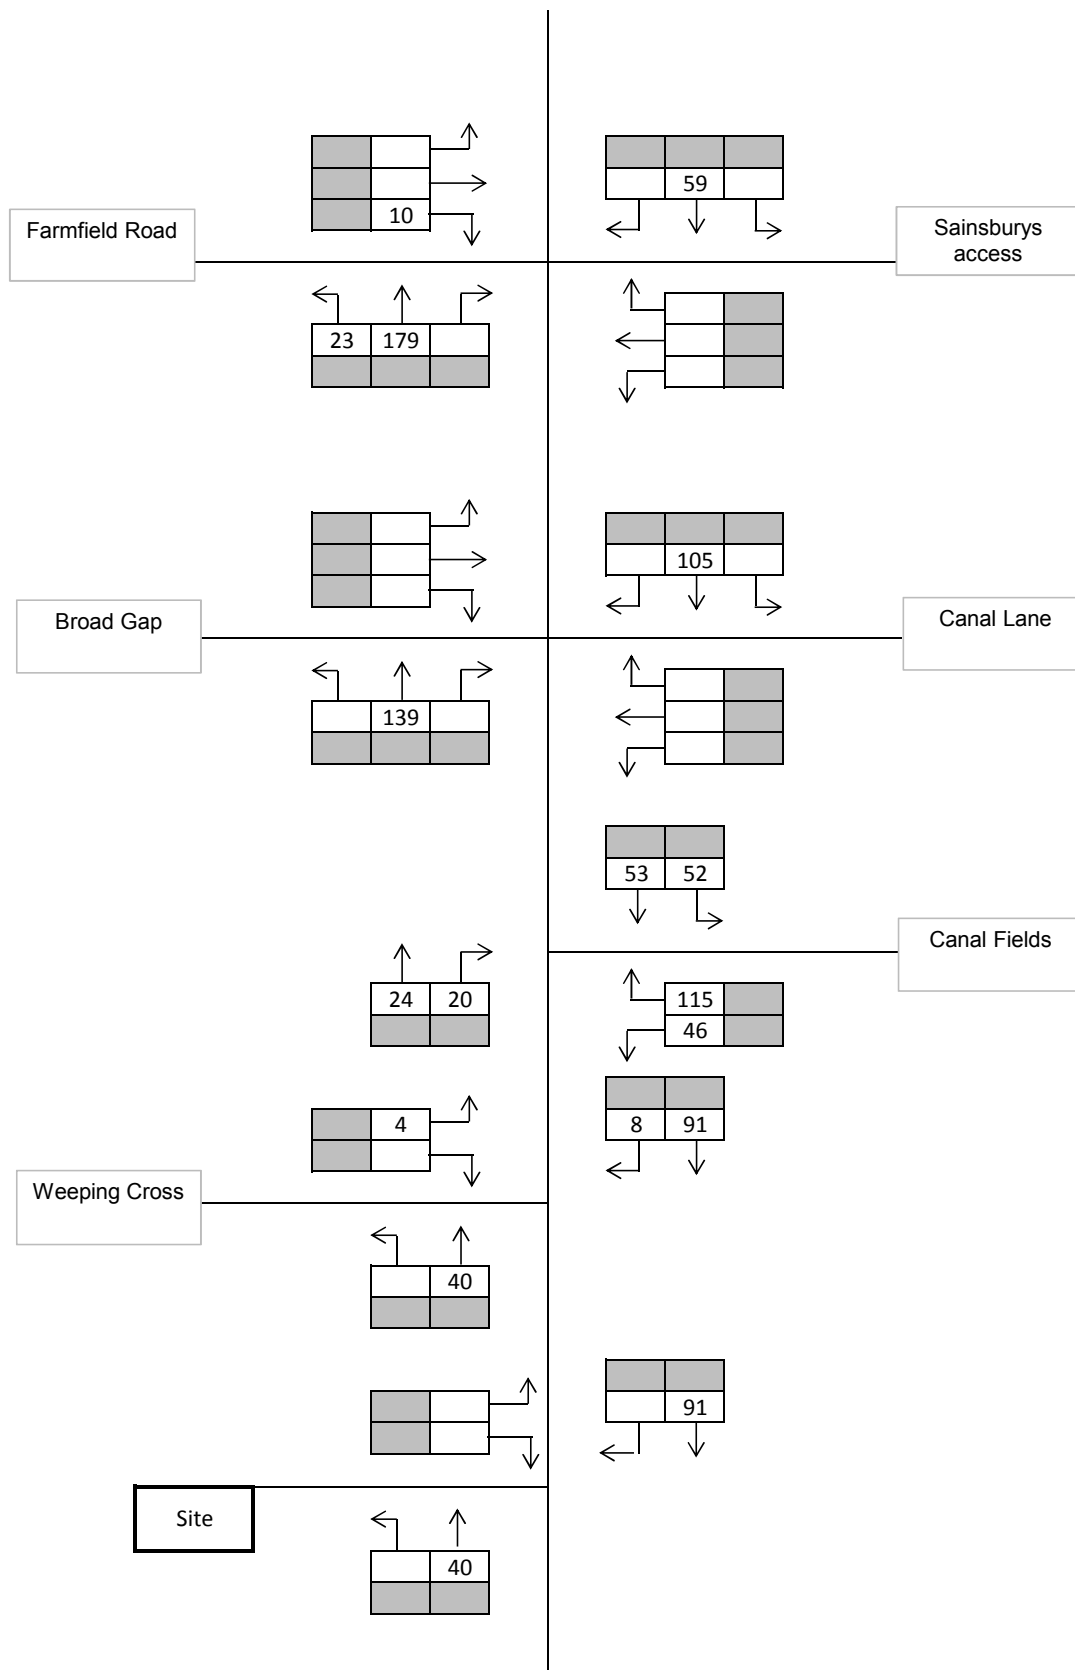 59
10
Farmfield Road
Sainsburys
access
23 179
105
Broad Gap
Canal Lane
139
53 52
Canal Fields
24 20
115
46
4
8 91
Weeping Cross
40
91
Site
40